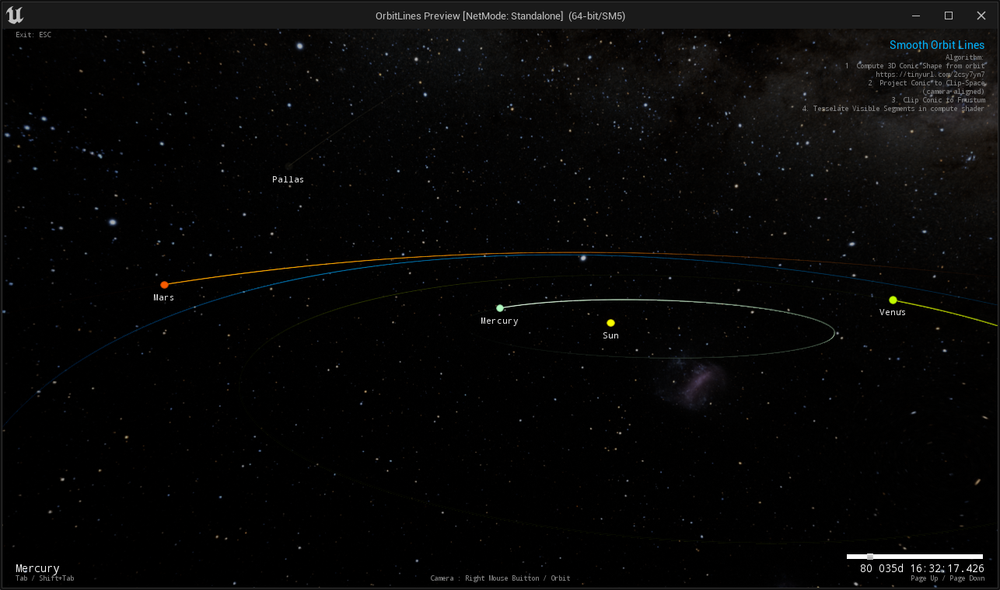 OrbitLines Preview [NetMode: Standalone] (64-bit/SM5)
Exit: ESC
Smooth Orbit Lines
Algorithm:
1 Compute 3D Conic Shape from orbit
https://tinyurl.com/2csy7yn7
2 Project Conic to Clip-Space
(camera aligned)
3. Clip Conic to Frustum
4. Tesselate Visible Segments in compute shader
Pallas
Mars
Mercury
Venus
Sun
Mercury
Tab / Shift+Tab
Camera : Right Mouse Buitton / Orbit
80 035d 16:32:17.426
Page Up / Page Down